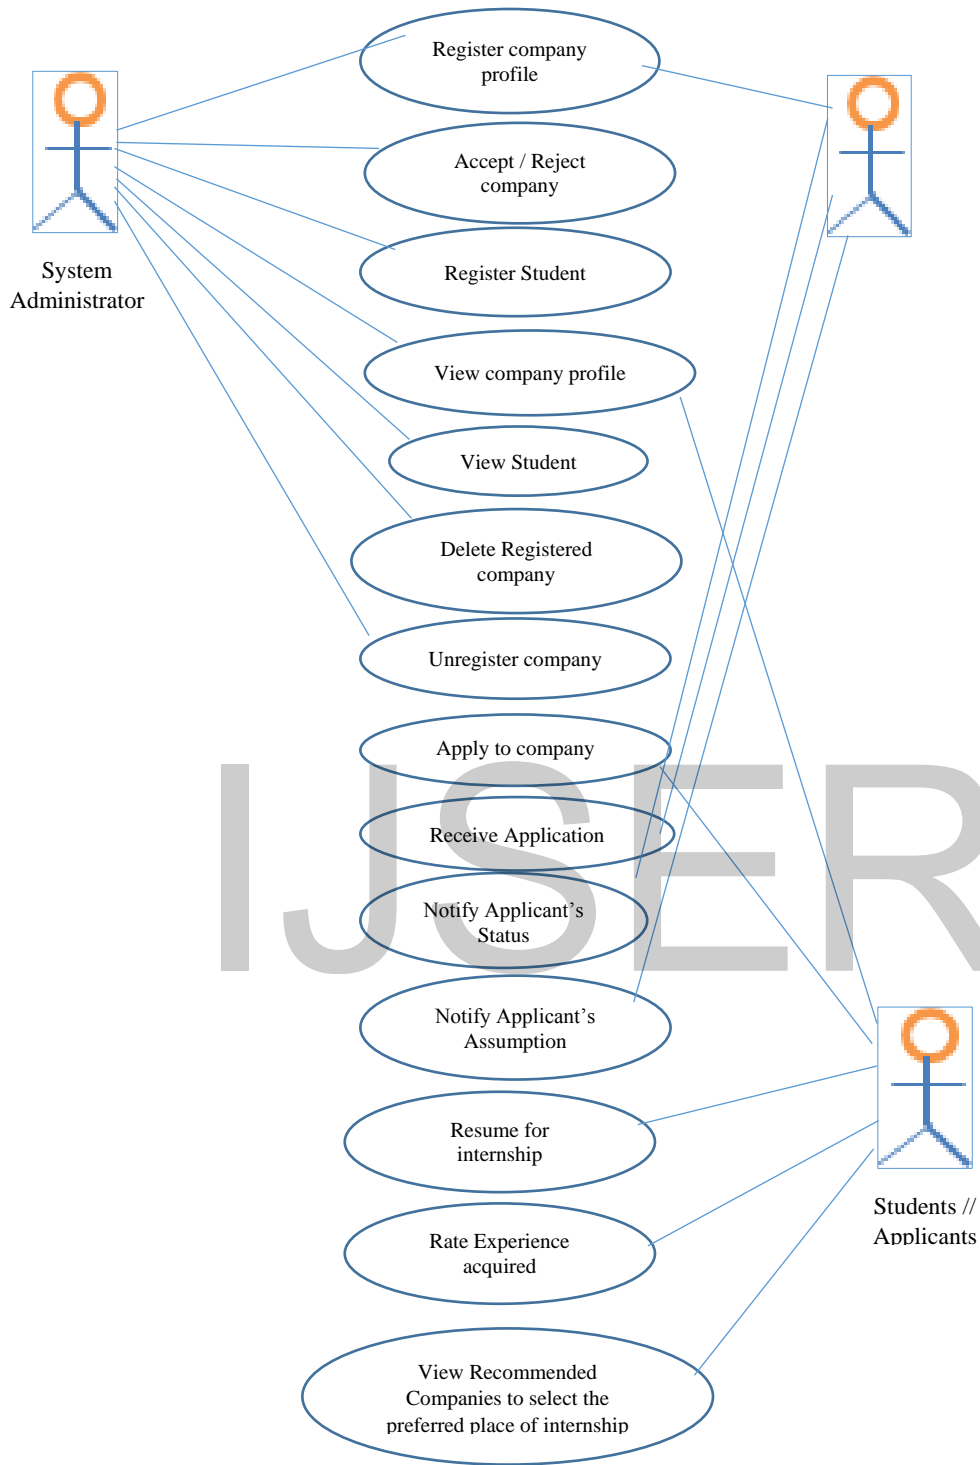 Register company
profile
Accept / Reject
company
Register Student
System
Administrator
View company profile
View Student
Delete Registered
company
Unregister company
Apply to company
IJSER
Receive Application
Notify Applicant's
Status
Notify Applicant's
Assumption
Resume for
internship
Students //
Applicants
Rate Experience
acquired
View Recommended
Companies to select the
preferred place of internship